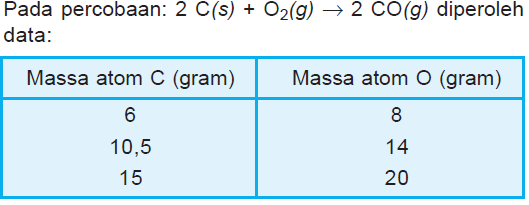 Pada percobaan: 2 C(s) + O₂(g) → 2 CO(g) diperoleh
data:
Massa atom C (gram) Massa atom O (gram)
6 8
10,5 14
15 20